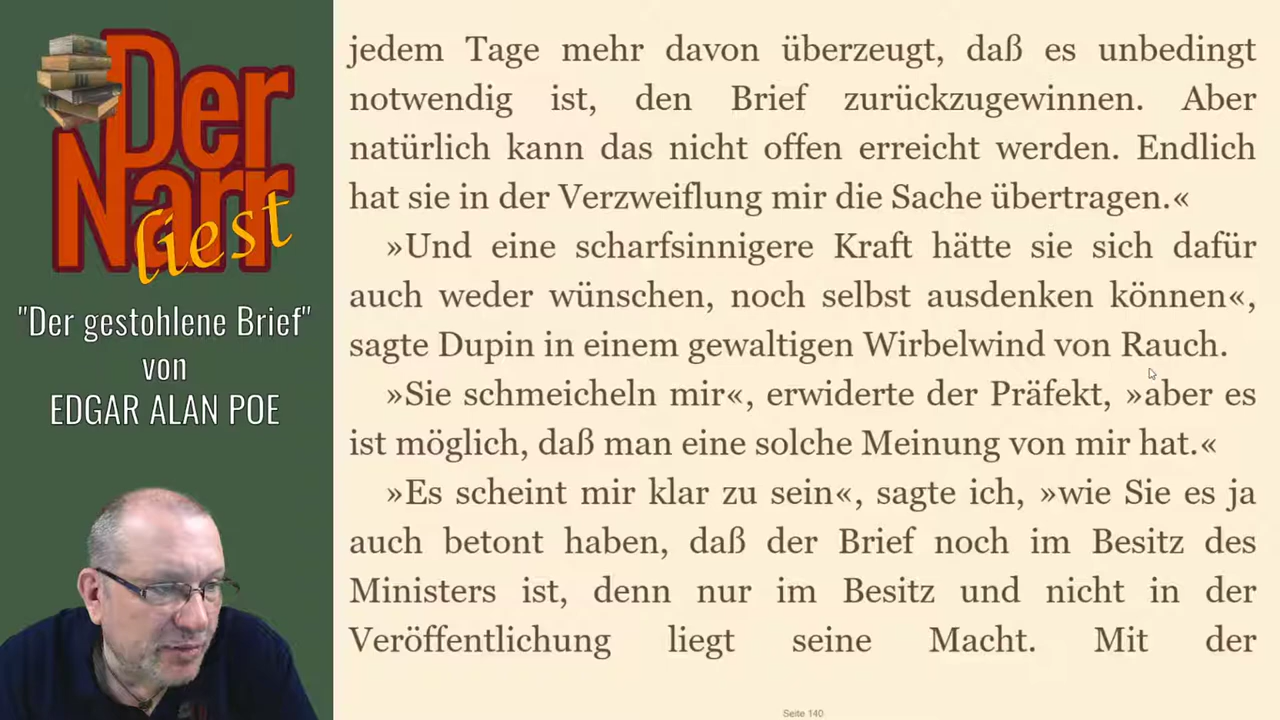 Der
Narr
liest
"Der gestohlene Brief"
von
EDGAR ALAN POE
jedem Tage mehr davon überzeugt, daß es unbedingt
notwendig ist, den Brief zurückzugewinnen. Aber
natürlich kann das nicht offen erreicht werden. Endlich
hat sie in der Verzweiflung mir die Sache übertragen.«
»Und eine scharfsinnigere Kraft hätte sie sich dafür
auch weder wünschen, noch selbst ausdenken können«,
sagte Dupin in einem gewaltigen Wirbelwind von Rauch.
»Sie schmeicheln mir«, erwiderte der Präfekt, »aber es
ist möglich, daß man eine solche Meinung von mir hat.«
»Es scheint mir klar zu sein«, sagte ich, »wie Sie es ja
auch betont haben, daß der Brief noch im Besitz des
Ministers ist, denn nur im Besitz und nicht in der
Veröffentlichung liegt seine Macht. Mit der
Seite 140